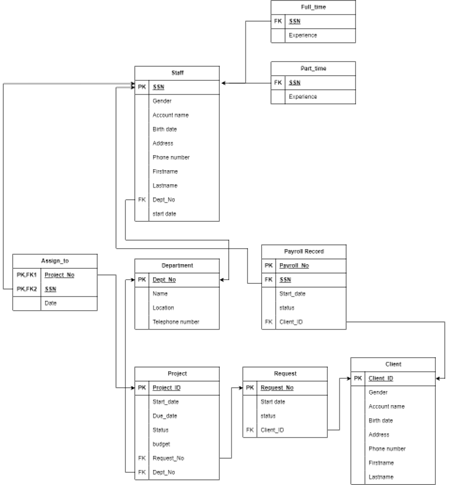 Full_time
FK SSN
Experience
Part_time
FK SSN
Experience
Staff
PK SSN
Gender
Account name
Birth date
Address
Phone number
Firstname
Lastname
FK Dept_No
start date
Assign_to
PK,FK1 Project_No
PK,FK2 SSN
Date
Department
PK Dept_No
Name
Location
Telephone number
Payroll Record
PK Payroll_No
FK SSN
Start_date
status
FK Client_ID
Project
PK Project_ID
Start_date
Due_date
Status
budget
FK Request_No
FK Dept_No
Request
PK Request_No
Start date
status
FK Client_ID
Client
PK Client_ID
Gender
Account name
Birth date
Address
Phone number
Firstname
Lastname